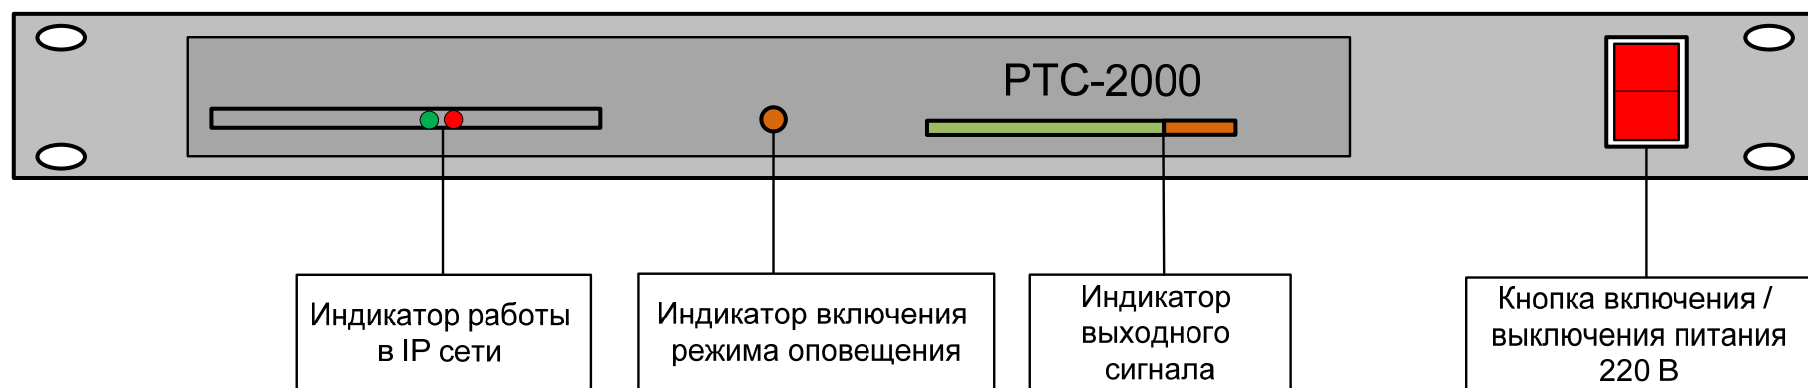 РТС-2000
Индикатор работы
в IP сети
Индикатор включения
режима оповещения
Индикатор
выходного
сигнала
Кнопка включения /
выключения питания
220 В